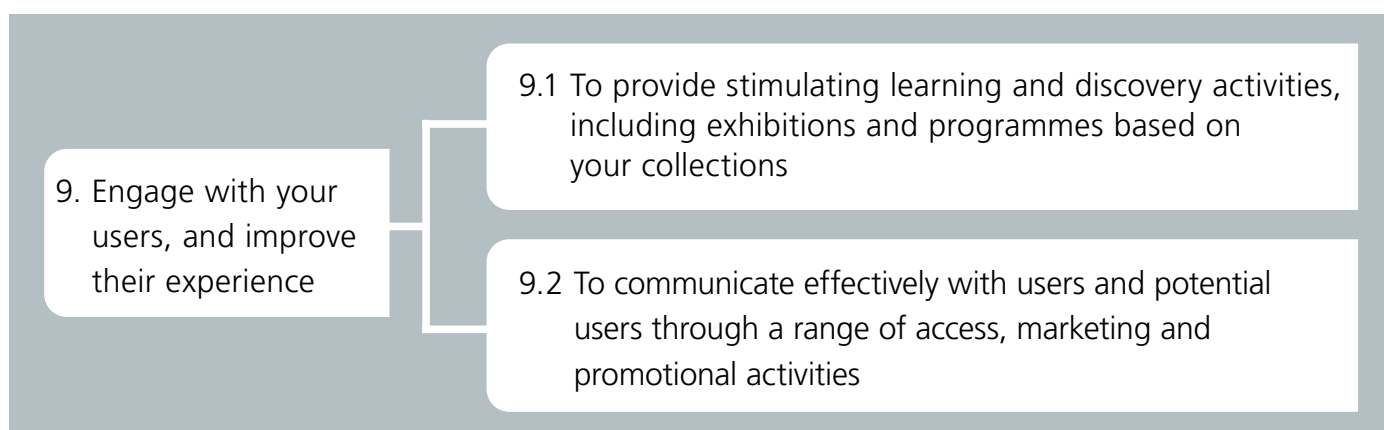 9. Engage with your
users, and improve
their experience
9.1 To provide stimulating learning and discovery activities,
including exhibitions and programmes based on
your collections
9.2 To communicate effectively with users and potential
users through a range of access, marketing and
promotional activities